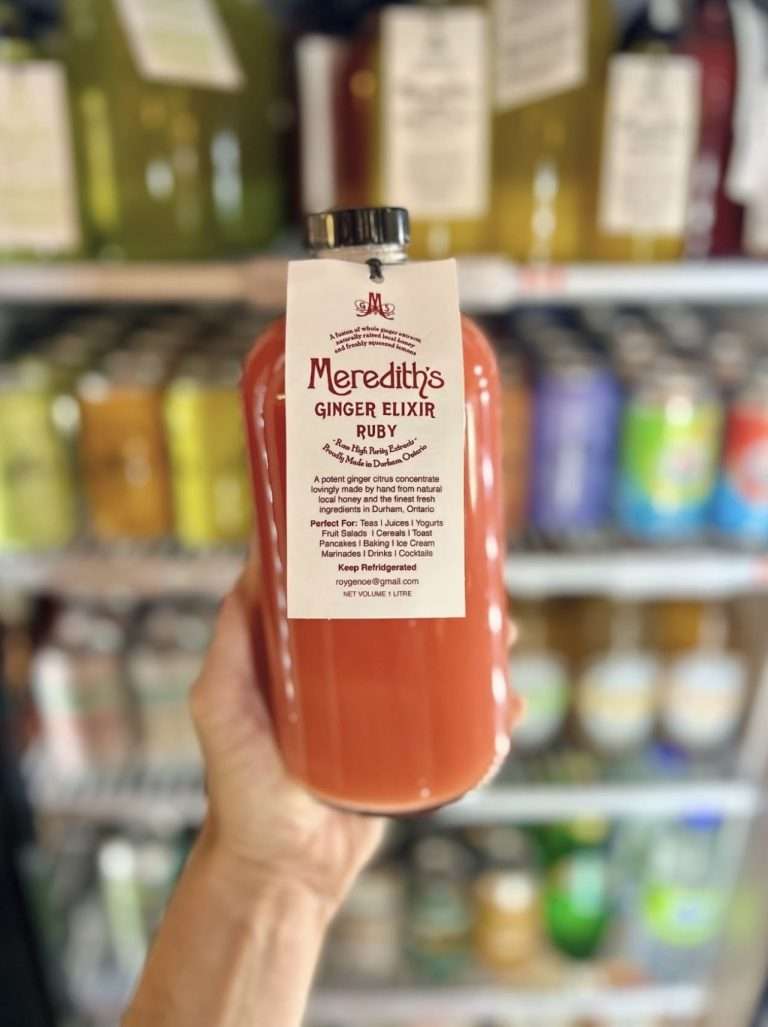 M
G S
A fusion of whole ginger extracts
naturally raised local honey
and freshly squeezed lemons
Meredith's
GINGER ELIXIR
RUBY
- Raw High Purity Extracts -
Proudly Made in Durham Ontario
A potent ginger citrus concentrate
lovingly made by hand from natural
local honey and the finest fresh
ingredients in Durham, Ontario
Perfect For: Teas | Juices | Yogurts
Fruit Salads | Cereals | Toast
Pancakes | Baking | Ice Cream
Marinades | Drinks | Cocktails
Keep Refridgerated
roygenoe@gmail.com
NET VOLUME 1 LITRE